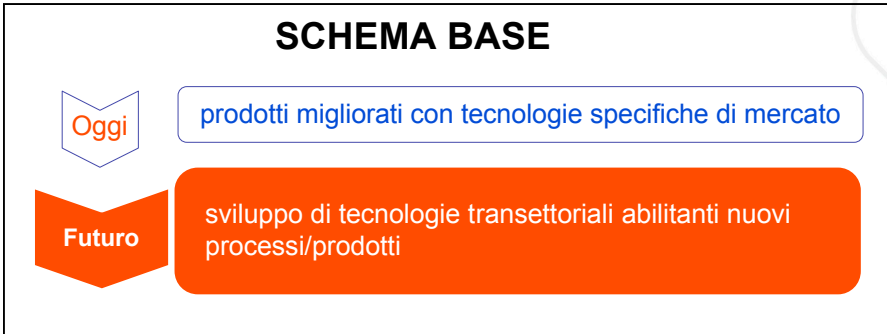 SCHEMA BASE
Oggi
prodotti migliorati con tecnologie specifiche di mercato
Futuro
sviluppo di tecnologie transettoriali abilitanti nuovi
processi/prodotti